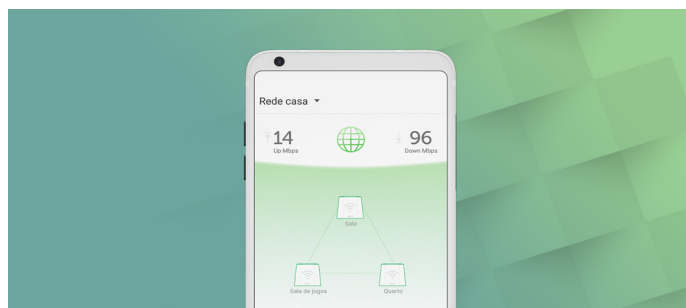 Rede casa
14
Up Mbps
96
Down Mbps
Sala
Sala de jogos
Quarto